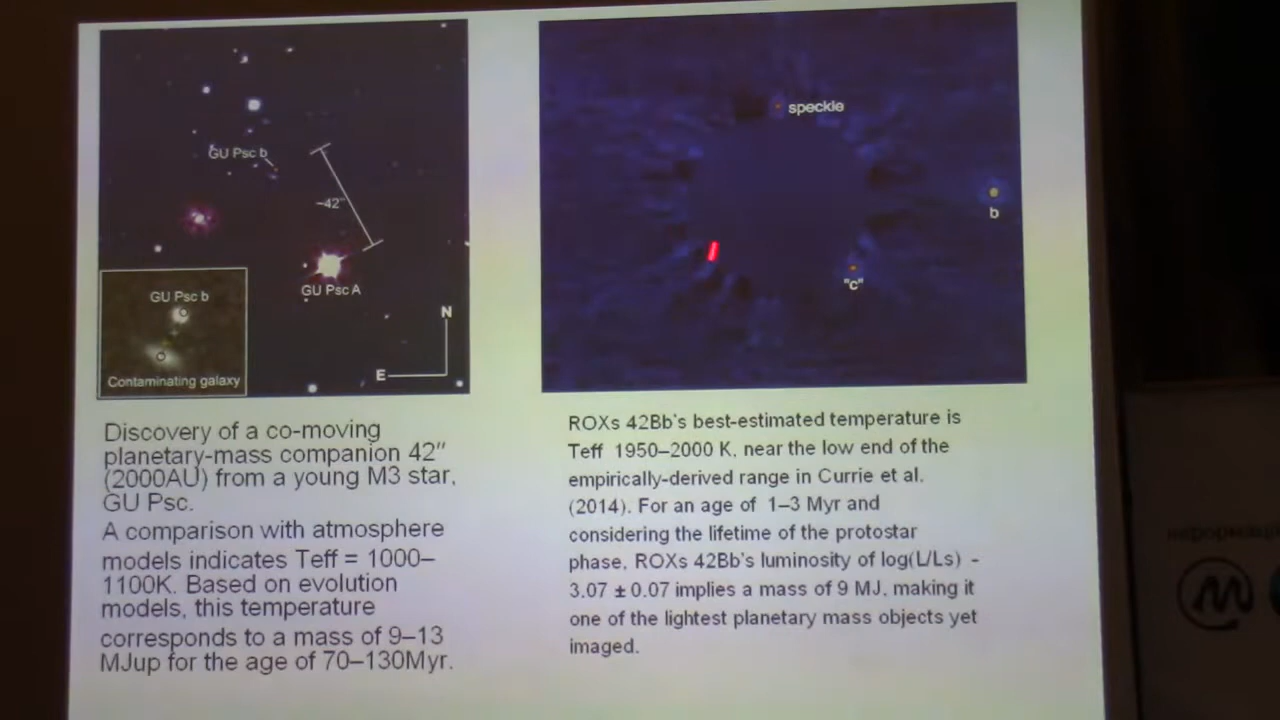 speckle
GU Psc b
~42"
b
GU Psc A
"c"
GU Psc b
N
E
Contaminating galaxy
Discovery of a co-moving
planetary-mass companion 42"
(2000AU) from a young M3 star,
GU Psc.
A comparison with atmosphere
models indicates Teff = 1000–
1100K. Based on evolution
models, this temperature
corresponds to a mass of 9–13
MJup for the age of 70–130Myr.
ROXs 42Bb's best-estimated temperature is
Teff 1950–2000 K, near the low end of the
empirically-derived range in Currie et al.
(2014). For an age of 1–3 Myr and
considering the lifetime of the protostar
phase, ROXs 42Bb's luminosity of log(L/Ls) -
3.07 ± 0.07 implies a mass of 9 MJ, making it
one of the lightest planetary mass objects yet
imaged.